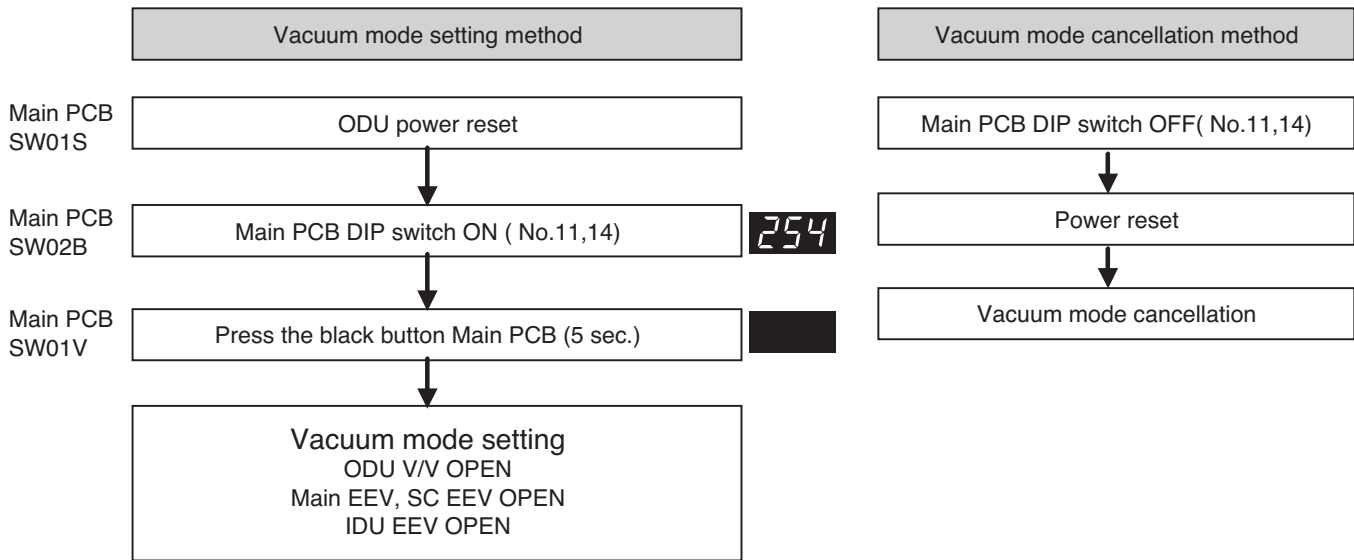 Vacuum mode setting method
Main PCB
SW01S
ODU power reset
Main PCB
SW02B
Main PCB DIP switch ON ( No.11,14)
254
Main PCB
SW01V
Press the black button Main PCB (5 sec.)
Vacuum mode setting
ODU V/V OPEN
Main EEV, SC EEV OPEN
IDU EEV OPEN
Vacuum mode cancellation method
Main PCB DIP switch OFF( No.11,14)
Power reset
Vacuum mode cancellation